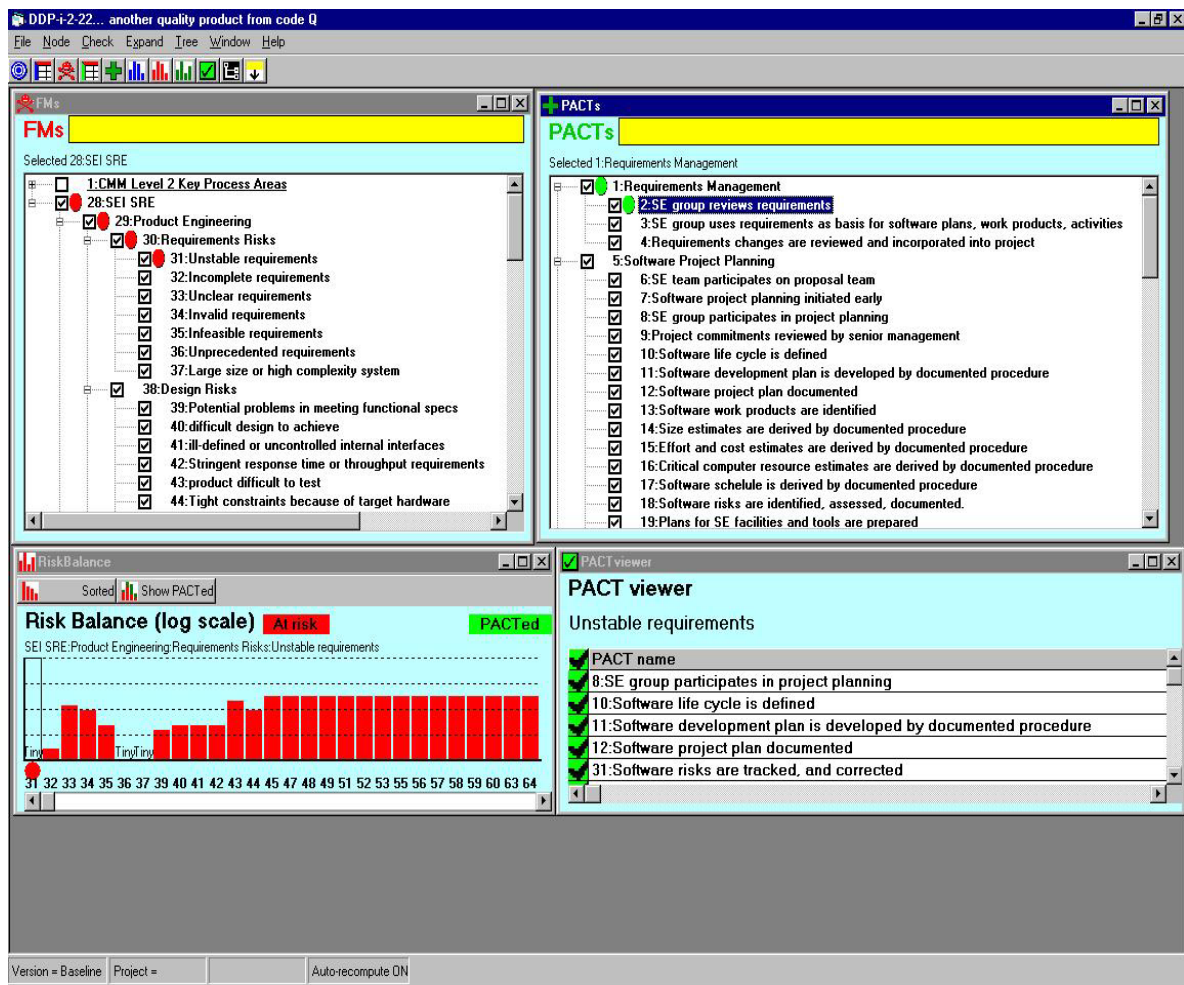 DDP-i-2-22... another quality product from code Q
File Node Check Expand Tree Window Help
FMs
FMs
Selected 28:SEI SRE
1:CMM Level 2 Key Process Areas
28:SEI SRE
29:Product Engineering
30:Requirements Risks
31:Unstable requirements
32:Incomplete requirements
33:Unclear requirements
34:Invalid requirements
35:Infeasible requirements
36:Unprecedented requirements
37:Large size or high complexity system
38:Design Risks
39:Potential problems in meeting functional specs
40:difficult design to achieve
41:ill-defined or uncontrolled internal interfaces
42:Stringent response time or throughput requirements
43:product difficult to test
44:Tight constraints because of target hardware
PACTs
PACTs
Selected 1:Requirements Management
1:Requirements Management
2:SE group reviews requirements
3:SE group uses requirements as basis for software plans, work products, activities
4:Requirements changes are reviewed and incorporated into project
5:Software Project Planning
6:SE team participates on proposal team
7:Software project planning initiated early
8:SE group participates in project planning
9:Project commitments reviewed by senior management
10:Software life cycle is defined
11:Software development plan is developed by documented procedure
12:Software project plan documented
13:Software work products are identified
14:Size estimates are derived by documented procedure
15:Effort and cost estimates are derived by documented procedure
16:Critical computer resource estimates are derived by documented procedure
17:Software schelule is derived by documented procedure
18:Software risks are identified, assessed, documented.
19:Plans for SE facilities and tools are prepared
RiskBalance
Sorted Show PACTed
Risk Balance (log scale) At risk PACTed
SEI SRE:Product Engineering:Requirements Risks:Unstable requirements
Tiny TinyTiny
31 32 33 34 35 36 37 39 40 41 42 43 44 45 47 48 49 51 52 53 55 56 57 58 59 60 63 64
PACTviewer
PACT viewer
Unstable requirements
PACT name
8:SE group participates in project planning
10:Software life cycle is defined
11:Software development plan is developed by documented procedure
12:Software project plan documented
31:Software risks are tracked, and corrected
Version = Baseline Project = Auto-recompute ON